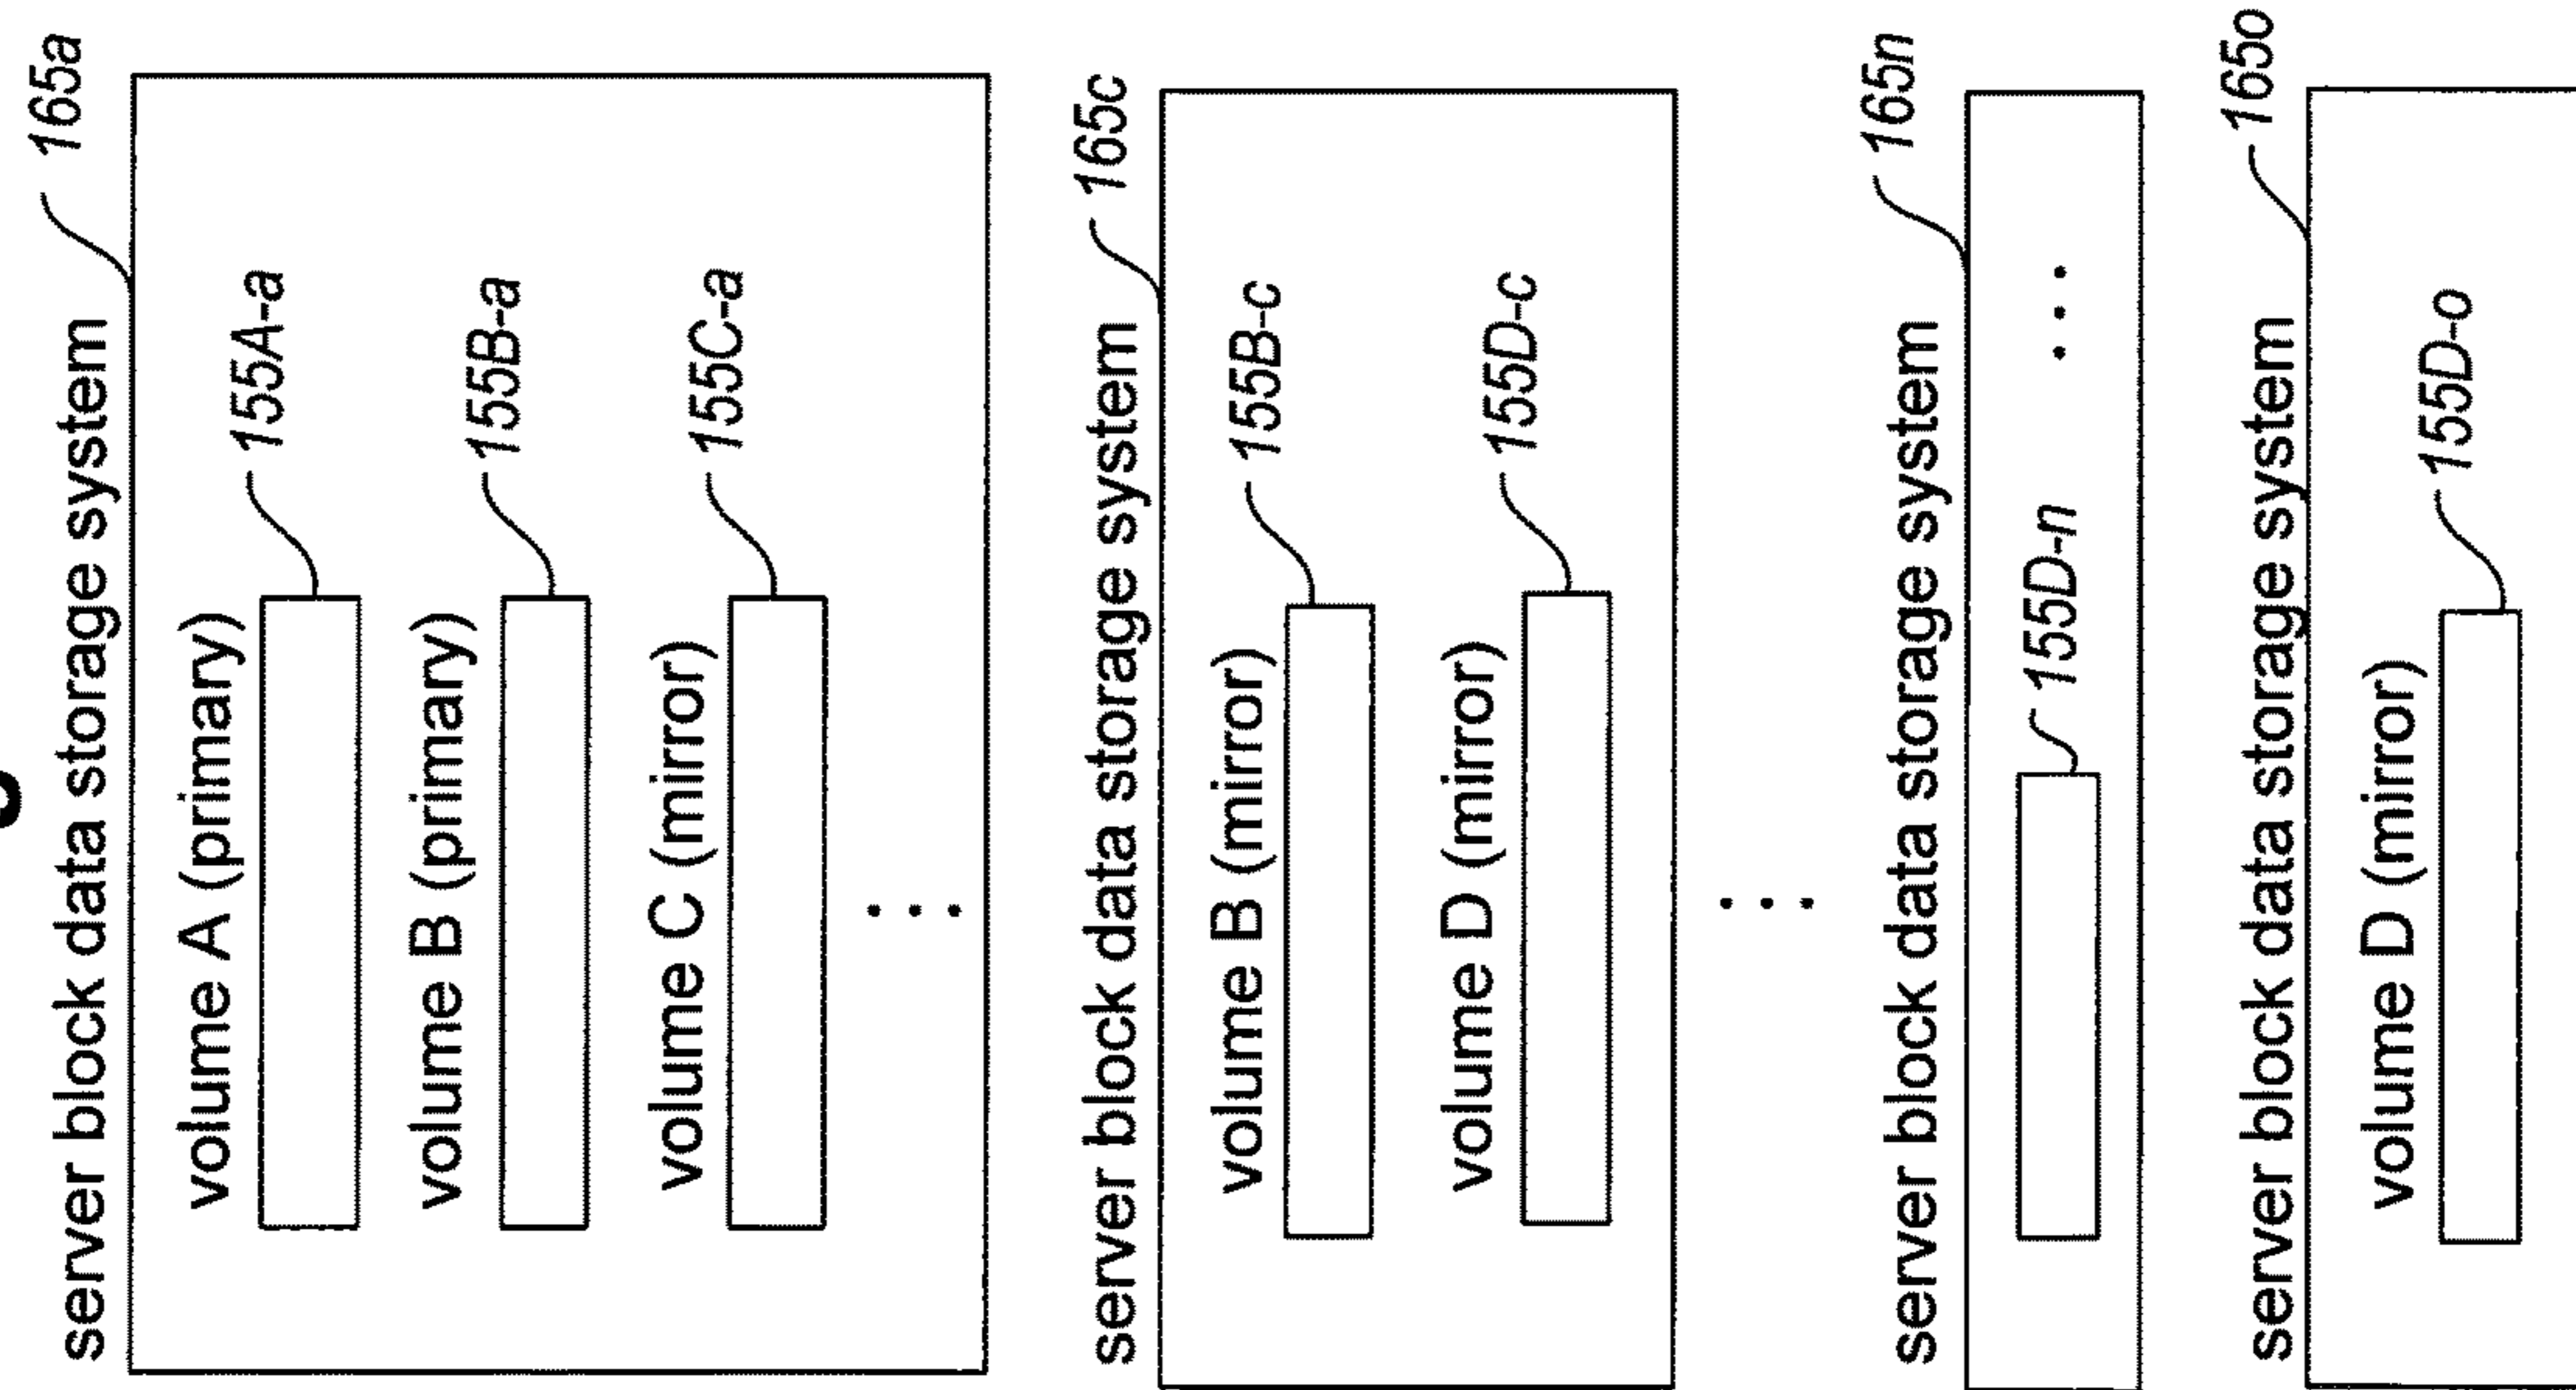 server block data storage system
165a
volume A (primary)
155A-a
volume B (primary)
155B-a
volume C (mirror)
155C-a
. . .
server block data storage system
165c
volume B (mirror)
155B-c
volume D (mirror)
155D-c
. . .
server block data storage system
165n
155D-n
. . .
server block data storage system
165o
volume D (mirror)
155D-o